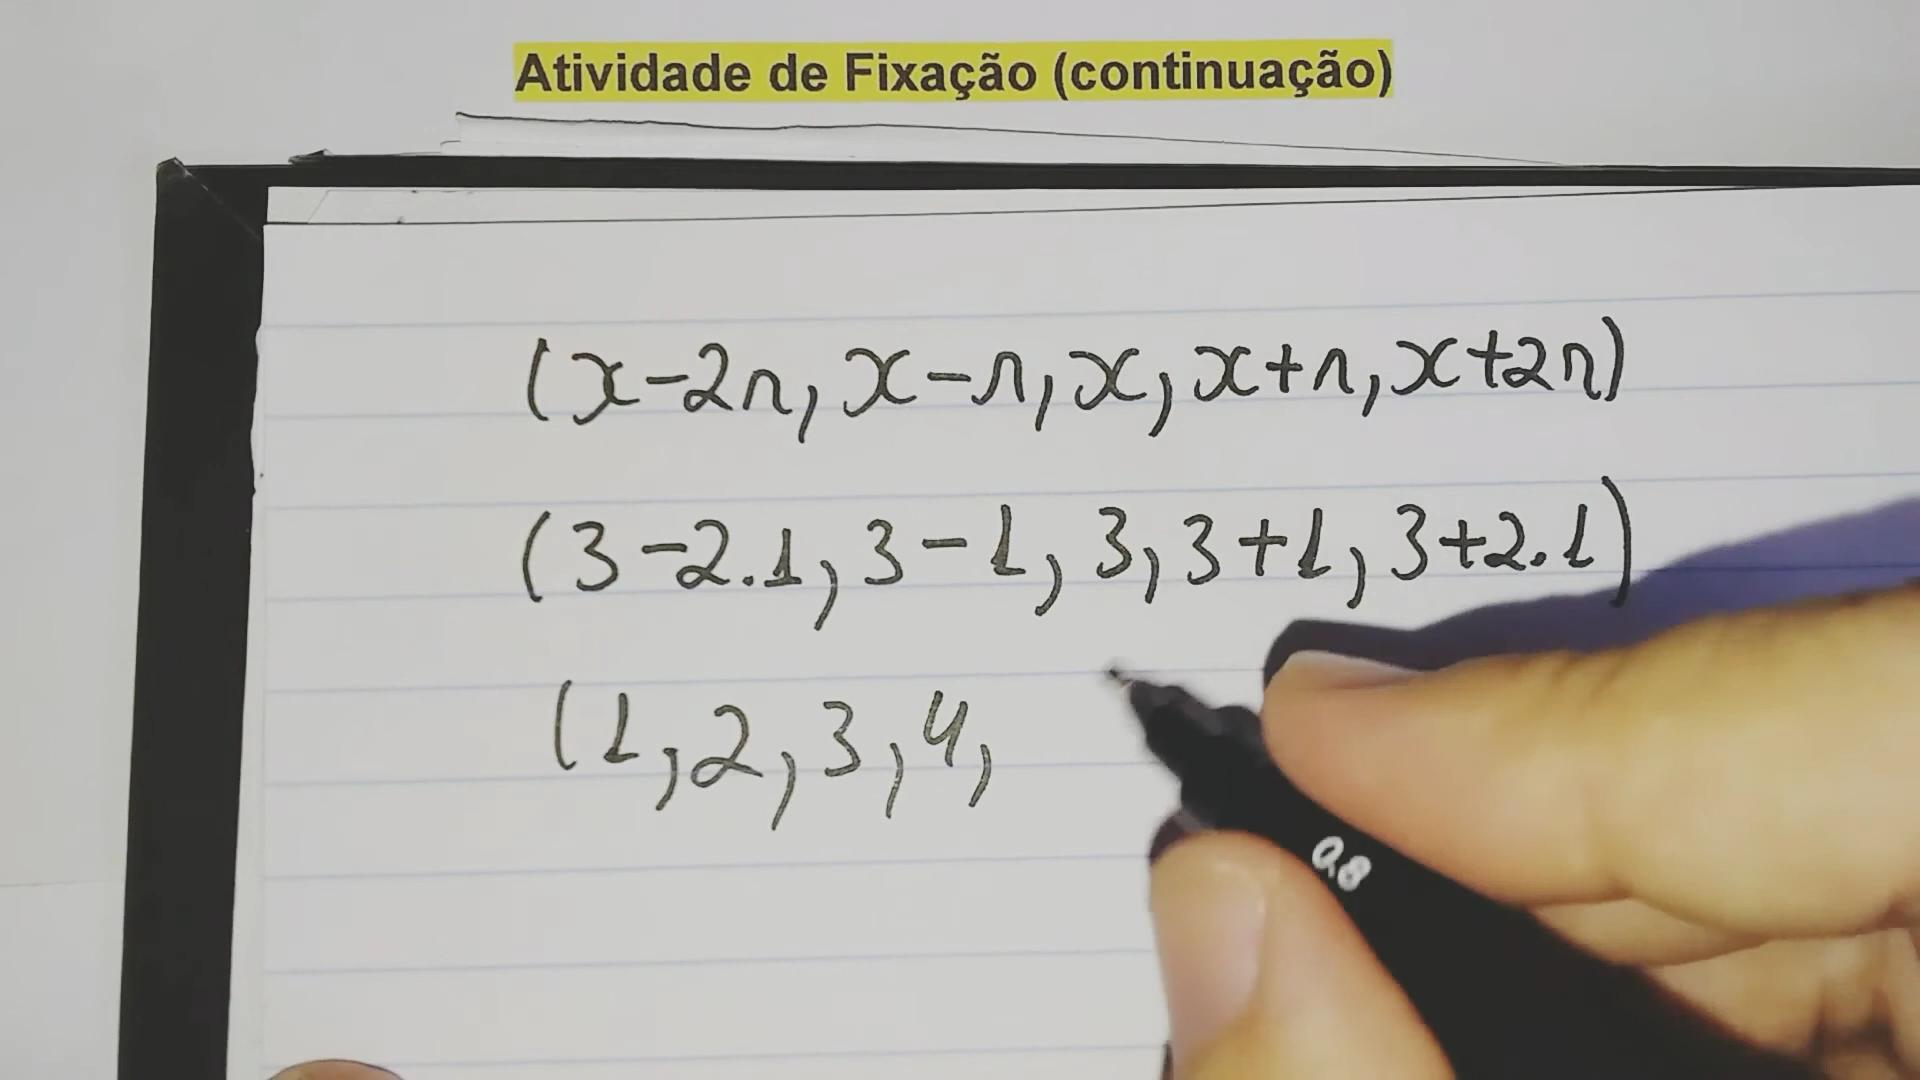 Atividade de Fixação (continuação)
(x-2r, x-r, x, x+r, x+2r)
(3-2.1, 3-1, 3, 3+1, 3+2.1)
(1, 2, 3, 4,
0.8